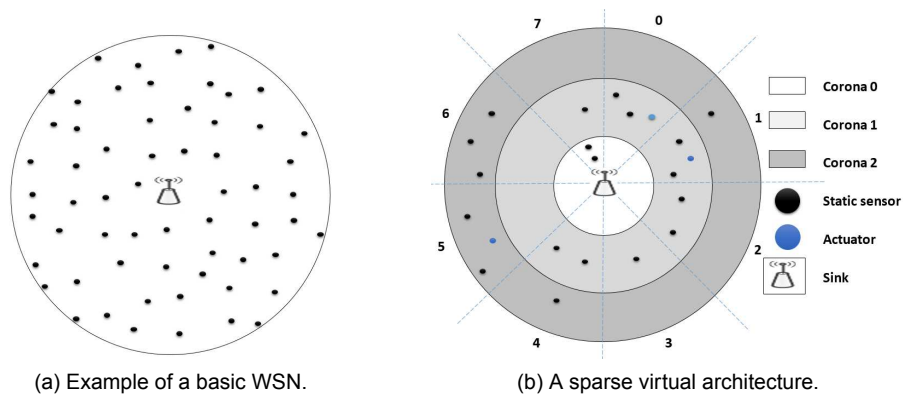 7
0
6
1
5
2
4
3
Corona 0
Corona 1
Corona 2
Static sensor
Actuator
Sink
(a) Example of a basic WSN.
(b) A sparse virtual architecture.